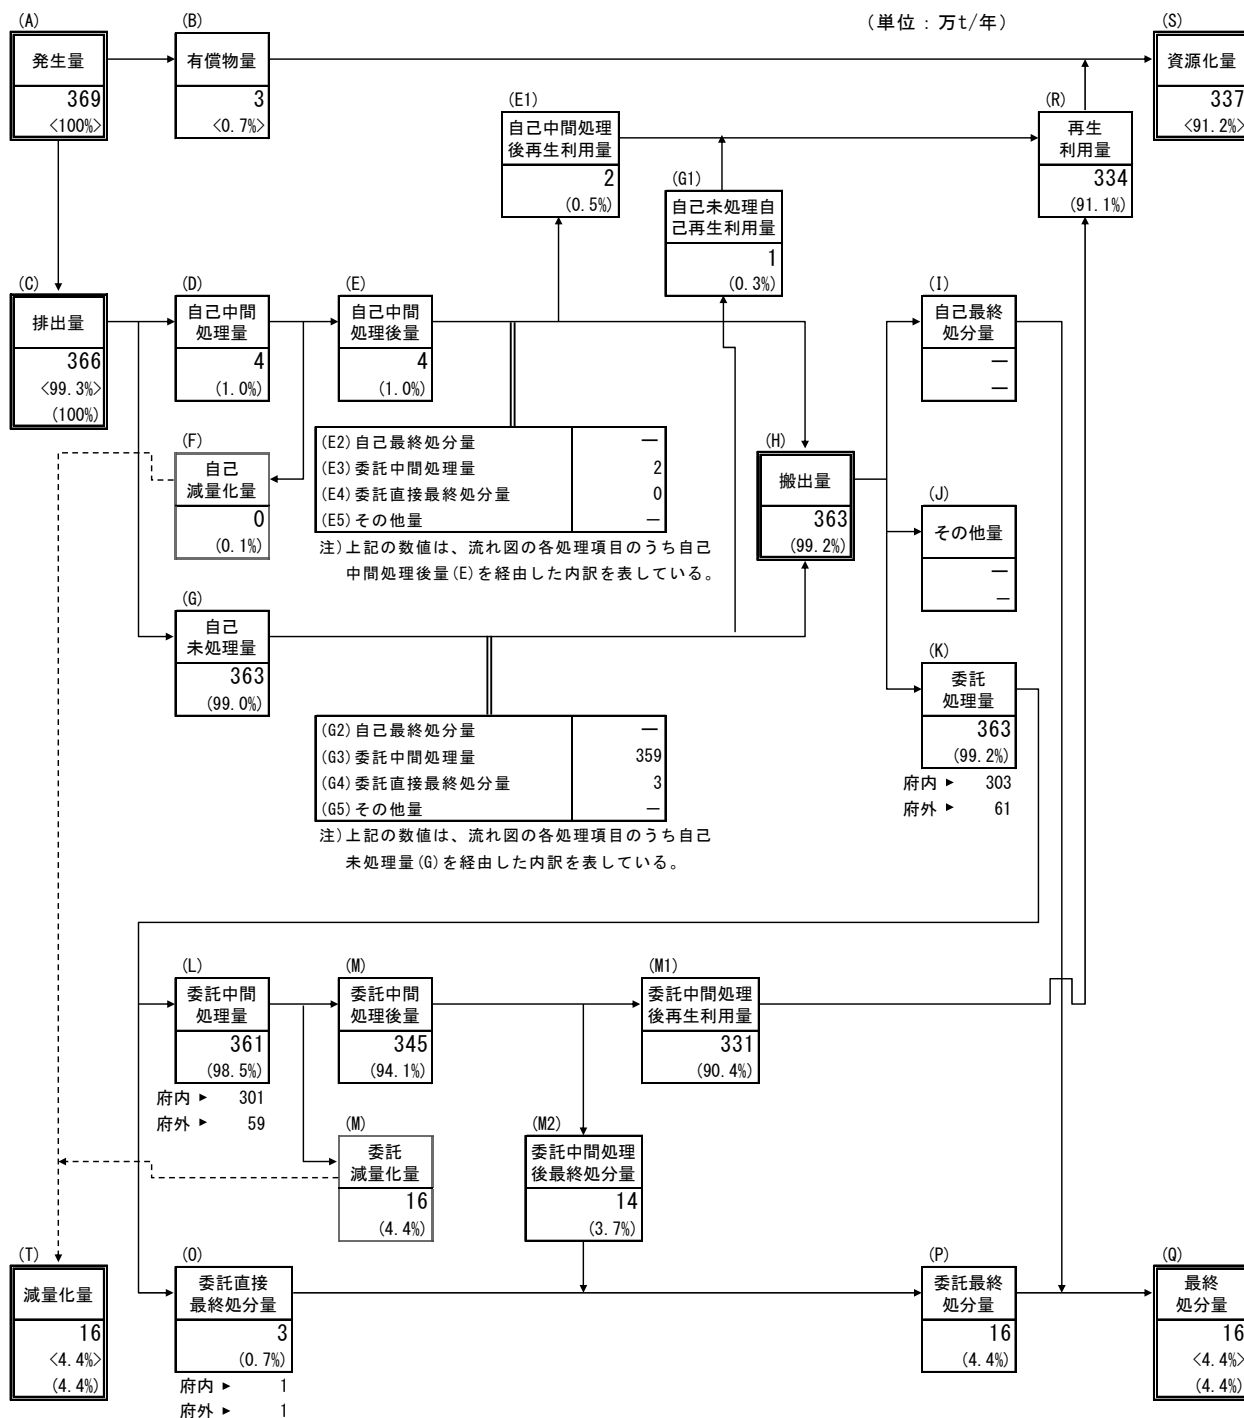 (単位：万t/年)
(A)
発生量
369
<100%>
(B)
有償物量
3
<0.7%>
(S)
資源化量
337
<91.2%>
(E1)
自己中間処理
後再生利用量
2
(0.5%)
(G1)
自己未処理自
己再生利用量
1
(0.3%)
(R)
再生
利用量
334
(91.1%)
(C)
排出量
366
<99.3%>
(100%)
(D)
自己中間
処理量
4
(1.0%)
(E)
自己中間
処理後量
4
(1.0%)
(I)
自己最終
処分量
―
―
(F)
自己
減量化量
0
(0.1%)
(E2)自己最終処分量 ―
(E3)委託中間処理量 2
(E4)委託直接最終処分量 0
(E5)その他量 ―
注)上記の数値は、流れ図の各処理項目のうち自己
中間処理後量(E)を経由した内訳を表している。
(H)
搬出量
363
(99.2%)
(J)
その他量
―
―
(G)
自己
未処理量
363
(99.0%)
(G2)自己最終処分量 ―
(G3)委託中間処理量 359
(G4)委託直接最終処分量 3
(G5)その他量 ―
注)上記の数値は、流れ図の各処理項目のうち自己
未処理量(G)を経由した内訳を表している。
(K)
委託
処理量
363
(99.2%)
府内 ► 303
府外 ► 61
(L)
委託中間
処理量
361
(98.5%)
府内 ► 301
府外 ► 59
(M)
委託中間
処理後量
345
(94.1%)
(M1)
委託中間処理
後再生利用量
331
(90.4%)
(M)
委託
減量化量
16
(4.4%)
(M2)
委託中間処理
後最終処分量
14
(3.7%)
(T)
減量化量
16
<4.4%>
(4.4%)
(O)
委託直接
最終処分量
3
(0.7%)
府内 ► 1
府外 ► 1
(P)
委託最終
処分量
16
(4.4%)
(Q)
最終
処分量
16
<4.4%>
(4.4%)